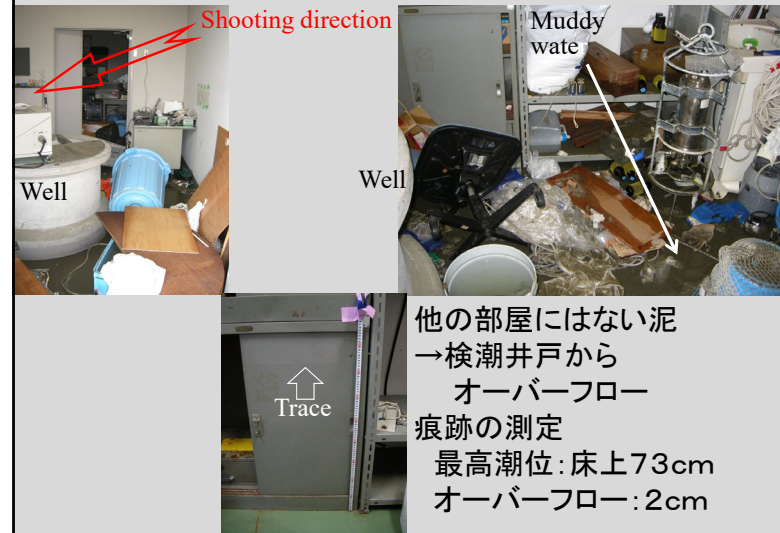 Shooting direction
Well
Muddy
wate
Well
Trace
他の部屋にはない泥
→検潮井戸から
オーバーフロー
痕跡の測定
最高潮位:床上73cm
オーバーフロー:2cm